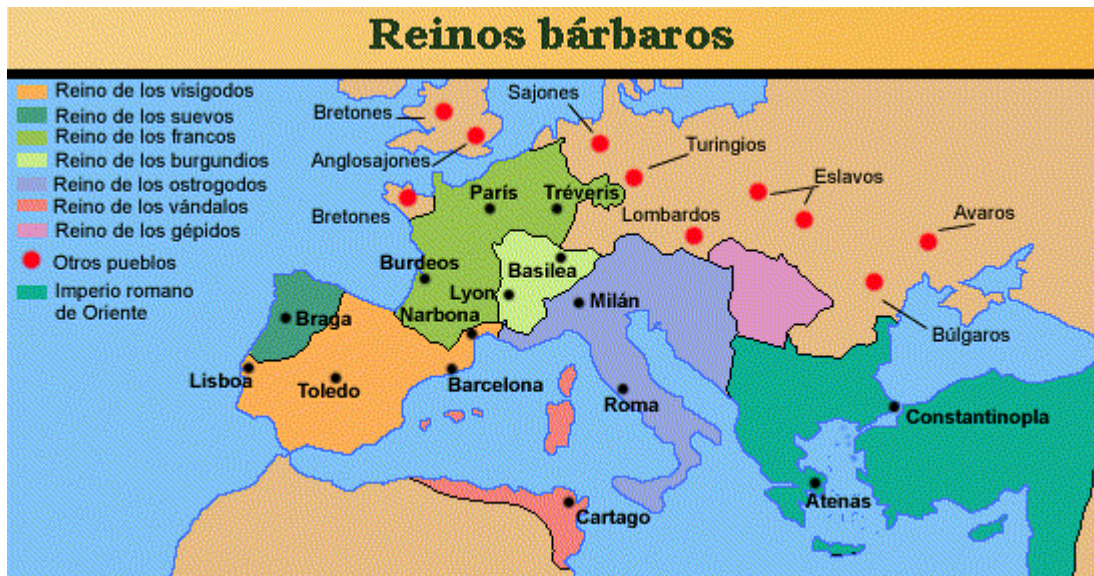 Reinos bárbaros
Reino de los visigodos
Reino de los suevos
Reino de los francos
Reino de los burgundios
Reino de los ostrogodos
Reino de los vándalos
Reino de los gépidos
Otros pueblos
Imperio romano
de Oriente
Bretones
Anglosajones
Bretones
Sajones
Turingios
Eslavos
Lombardos
Avaros
Búlgaros
París
Tréveris
Burdeos
Basilea
Lyon
Milán
Narbona
Braga
Lisboa
Toledo
Barcelona
Roma
Constantinopla
Atenas
Cartago